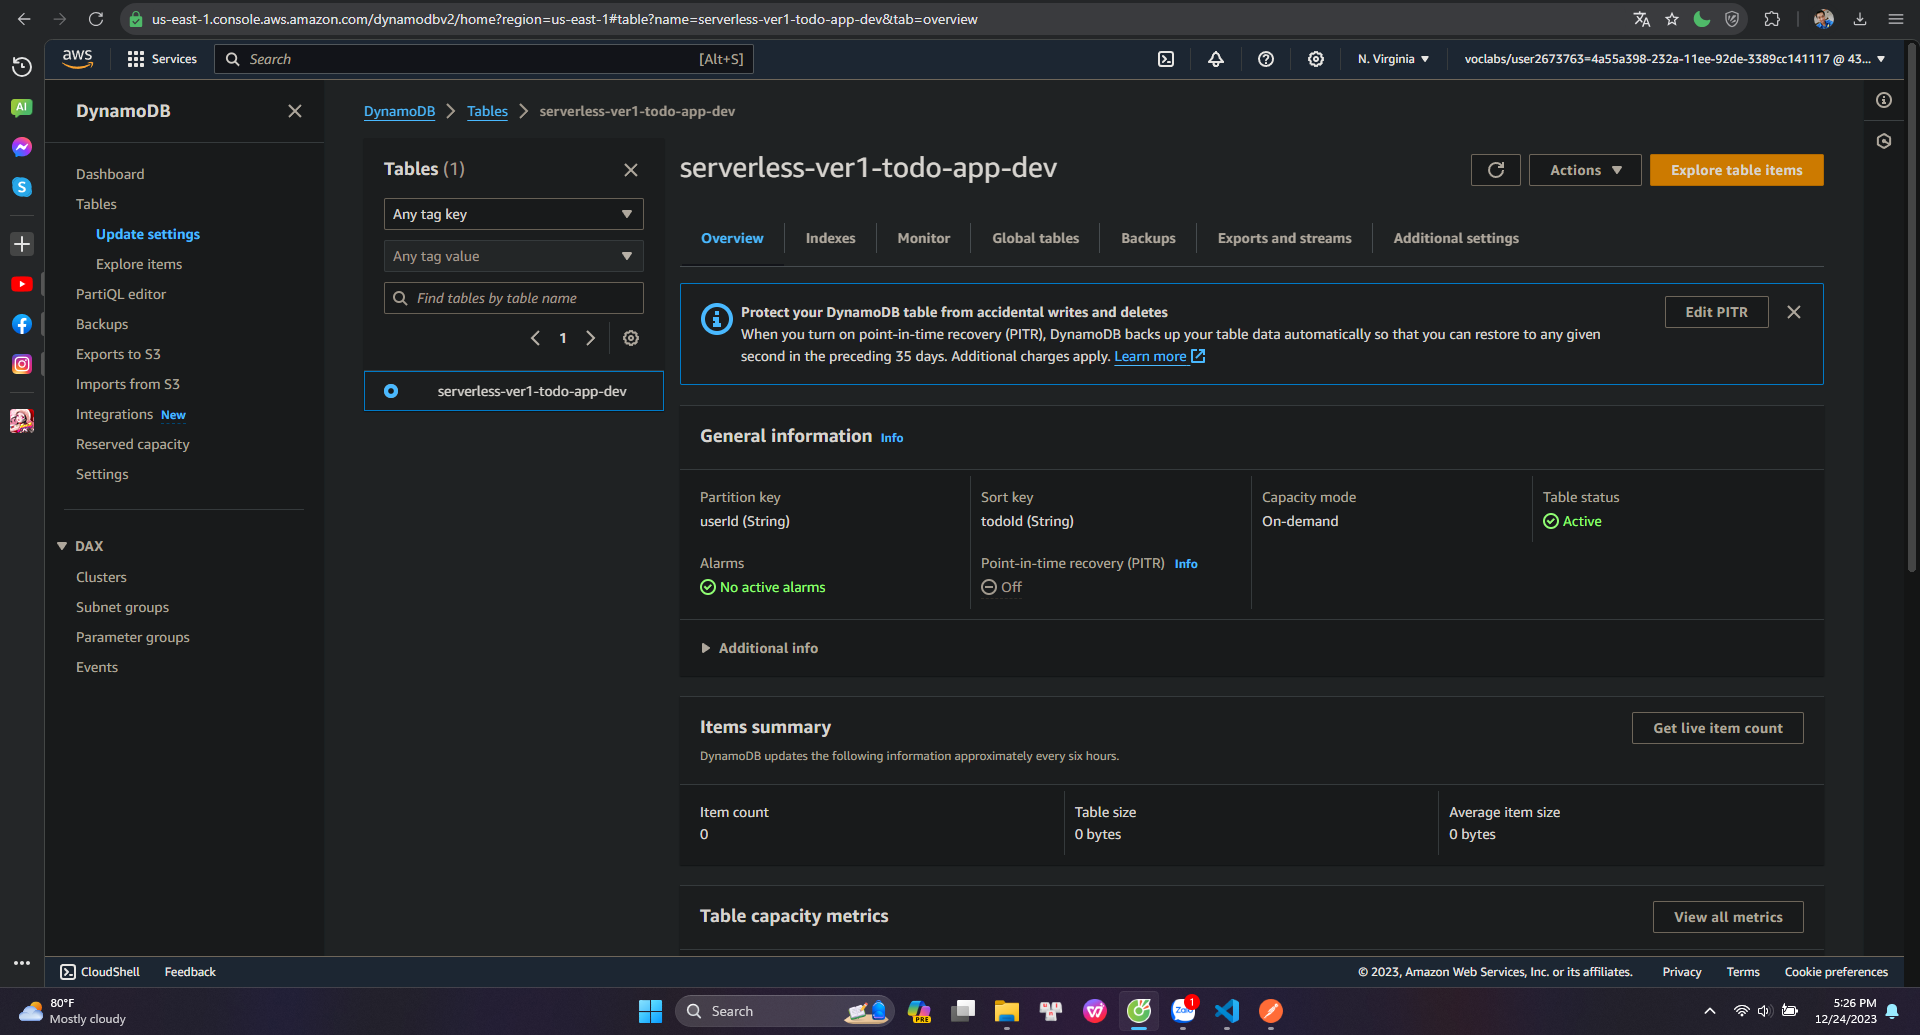 us-east-1.console.aws.amazon.com/dynamodbv2/home?region=us-east-1#table?name=serverless-ver1-todo-app-dev&tab=overview
aws
Services
Search
[Alt+S]
N. Virginia
voclabs/user2673763=4a55a398-232a-11ee-92de-3389cc141117 @ 43...
AI
DynamoDB
Dashboard
Tables
Update settings
Explore items
PartiQL editor
Backups
Exports to S3
Imports from S3
Integrations New
Reserved capacity
Settings
DAX
Clusters
Subnet groups
Parameter groups
Events
DynamoDB
Tables
serverless-ver1-todo-app-dev
Tables (1)
Any tag key
Any tag value
Find tables by table name
1
serverless-ver1-todo-app-dev
serverless-ver1-todo-app-dev
Actions
Explore table items
Overview
Indexes
Monitor
Global tables
Backups
Exports and streams
Additional settings
Protect your DynamoDB table from accidental writes and deletes
When you turn on point-in-time recovery (PITR), DynamoDB backs up your table data automatically so that you can restore to any given
second in the preceding 35 days. Additional charges apply. Learn more
Edit PITR
General information Info
Partition key
userId (String)
Sort key
todoId (String)
Capacity mode
On-demand
Table status
Active
Alarms
No active alarms
Point-in-time recovery (PITR) Info
Off
Additional info
Items summary
DynamoDB updates the following information approximately every six hours.
Get live item count
Item count
0
Table size
0 bytes
Average item size
0 bytes
Table capacity metrics
View all metrics
CloudShell
Feedback
© 2023, Amazon Web Services, Inc. or its affiliates.
Privacy
Terms
Cookie preferences
80°F
Mostly cloudy
Search
PRE
Zalo
1
5:26 PM
12/24/2023